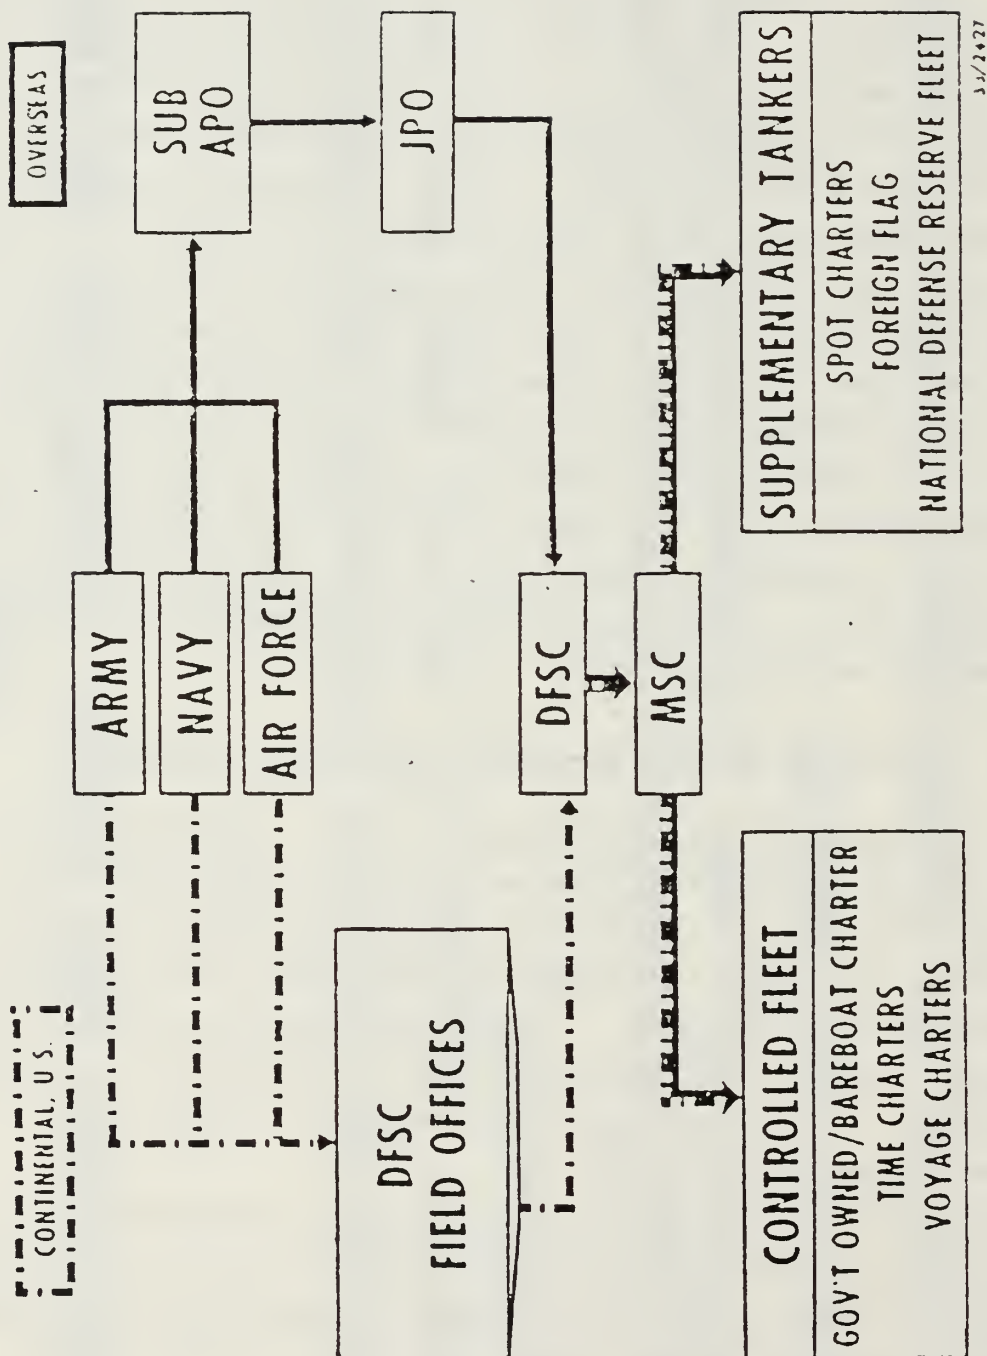 CONTINENTAL, U.S.
OVERSEAS
ARMY
NAVY
AIR FORCE
SUB
APO
JPO
DFSC
FIELD OFFICES
DFSC
MSC
CONTROLLED FLEET
GOV'T OWNED/BAREBOAT CHARTER
TIME CHARTERS
VOYAGE CHARTERS
SUPPLEMENTARY TANKERS
SPOT CHARTERS
FOREIGN FLAG
NATIONAL DEFENSE RESERVE FLEET